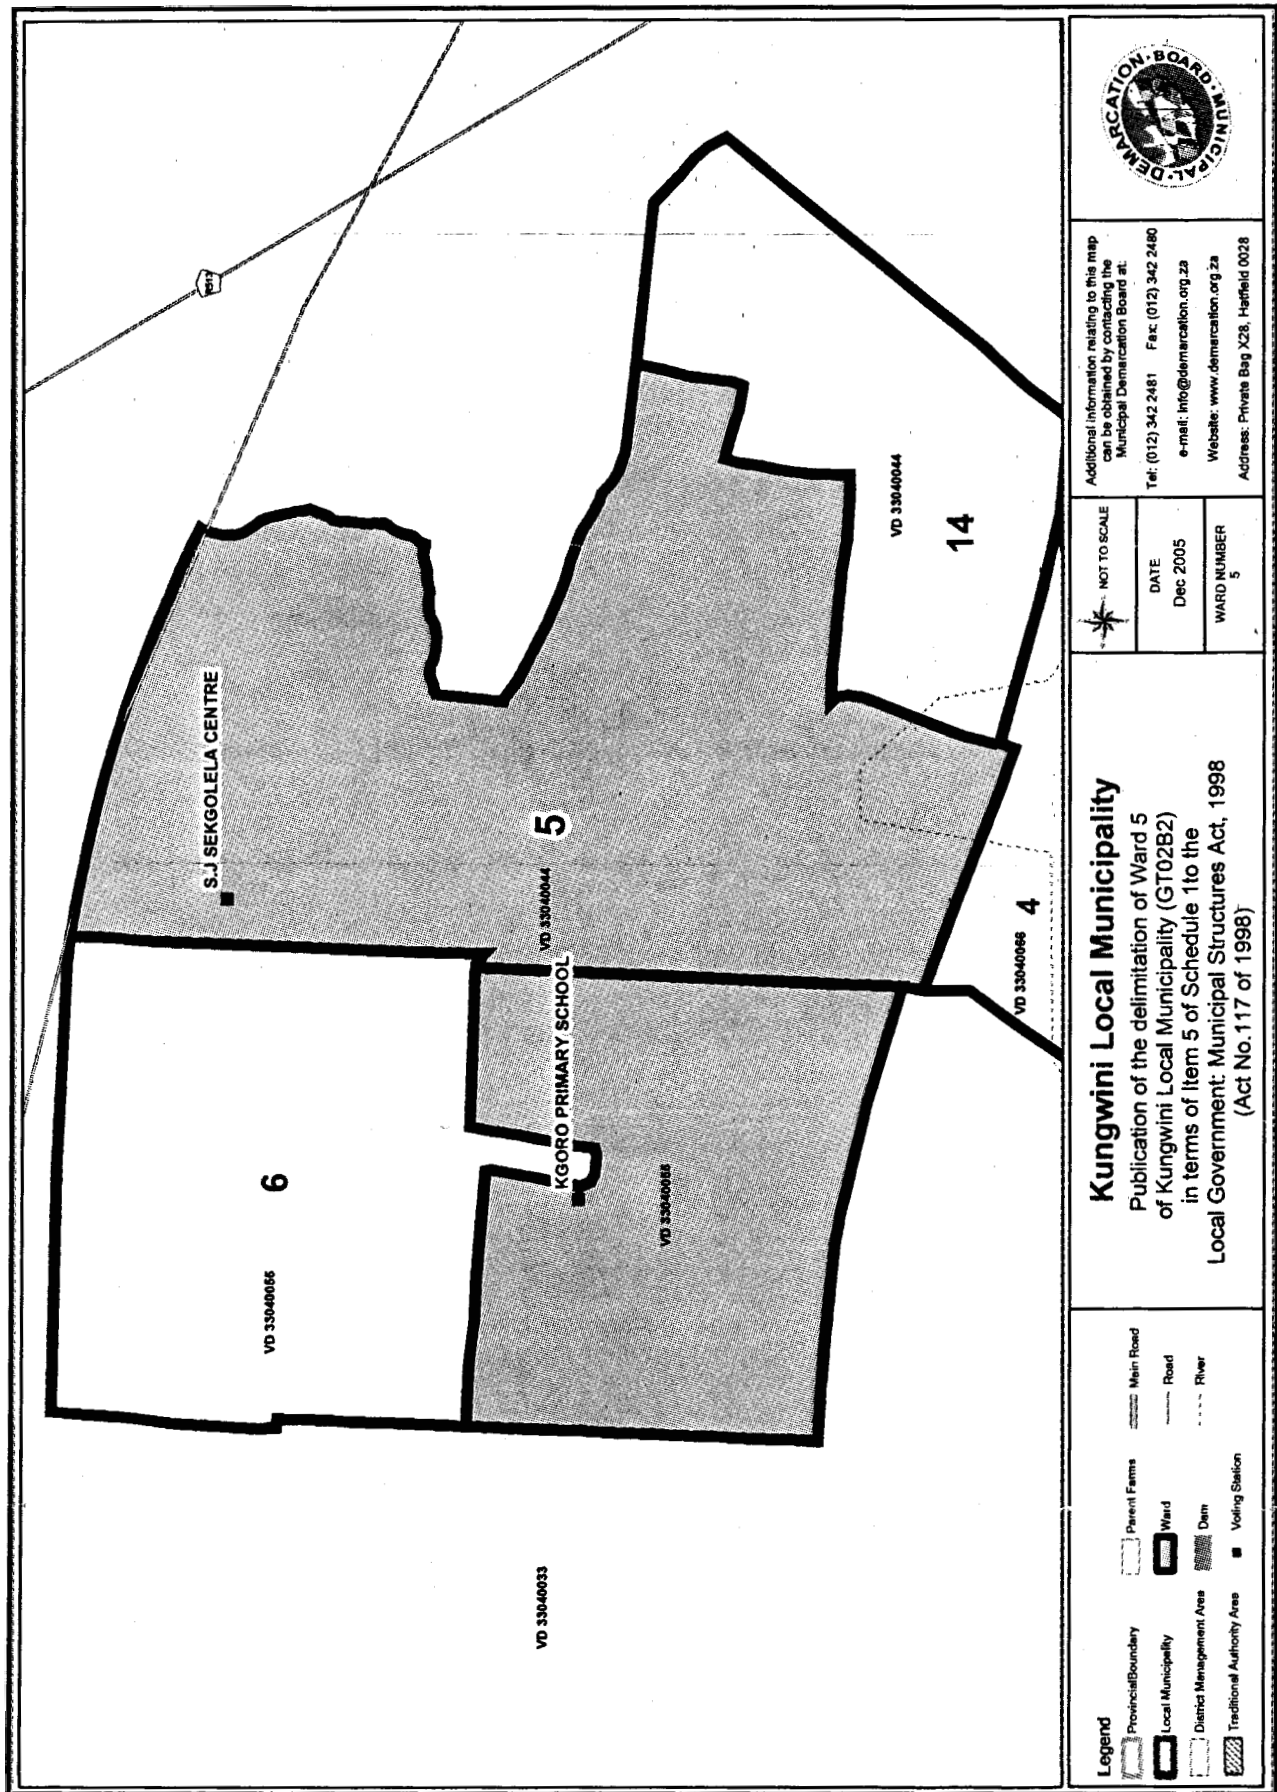 S.J SEKGOLELA CENTRE
5
VD 33040044
KGORO PRIMARY SCHOOL
6
VD 33040055
VD 33040044
14
VD 33040066
4
VD 33040033
Kungwini Local Municipality
Publication of the delimitation of Ward 5
of Kungwini Local Municipality (GT02B2)
in terms of Item 5 of Schedule 1to the
Local Government: Municipal Structures Act, 1998
(Act No.117 of 1998)
Legend
ProvincialBoundary
Local Municipality
District Management Area
Traditional Authority Area
Parent Farms
Ward
Dam
Voting Station
Main Road
Road
River
NOT TO SCALE
DATE
Dec 2005
WARD NUMBER
5
Additional information relating to this map
can be obtained by contacting the
Municipal Demarcation Board at:
Tel: (012) 342 2481 Fax: (012) 342 2480
e-mail: info@demarcation.org.za
Website: www.demarcation.org.za
Address: Private Bag X28, Hatfield 0028
MUNICIPAL·DEMARCATION·BOARD